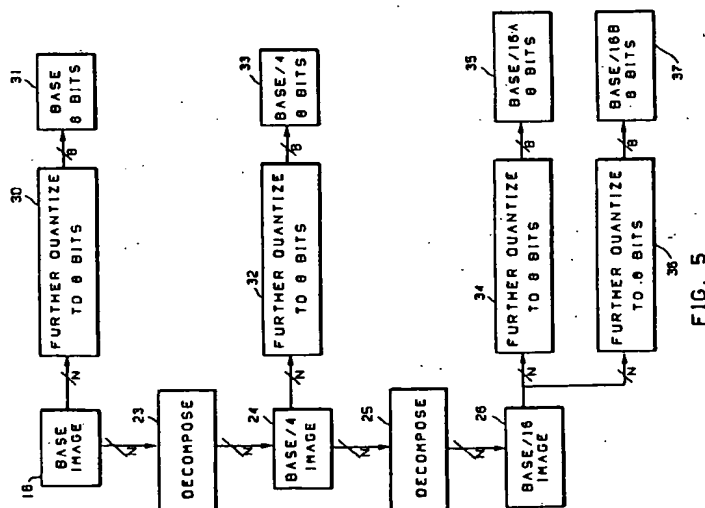 18
BASE
IMAGE
N
30
FURTHER QUANTIZE
TO 8 BITS
8
31
BASE
8 BITS
N
23
DECOMPOSE
N
24
BASE/4
IMAGE
N
32
FURTHER QUANTIZE
TO 8 BITS
8
33
BASE/4
8 BITS
N
25
DECOMPOSE
N
26
BASE/16
IMAGE
N
34
FURTHER QUANTIZE
TO 8 BITS
8
35
BASE/16A
8 BITS
N
36
FURTHER QUANTIZE
TO 8 BITS
8
37
BASE/16B
8 BITS
FIG. 5